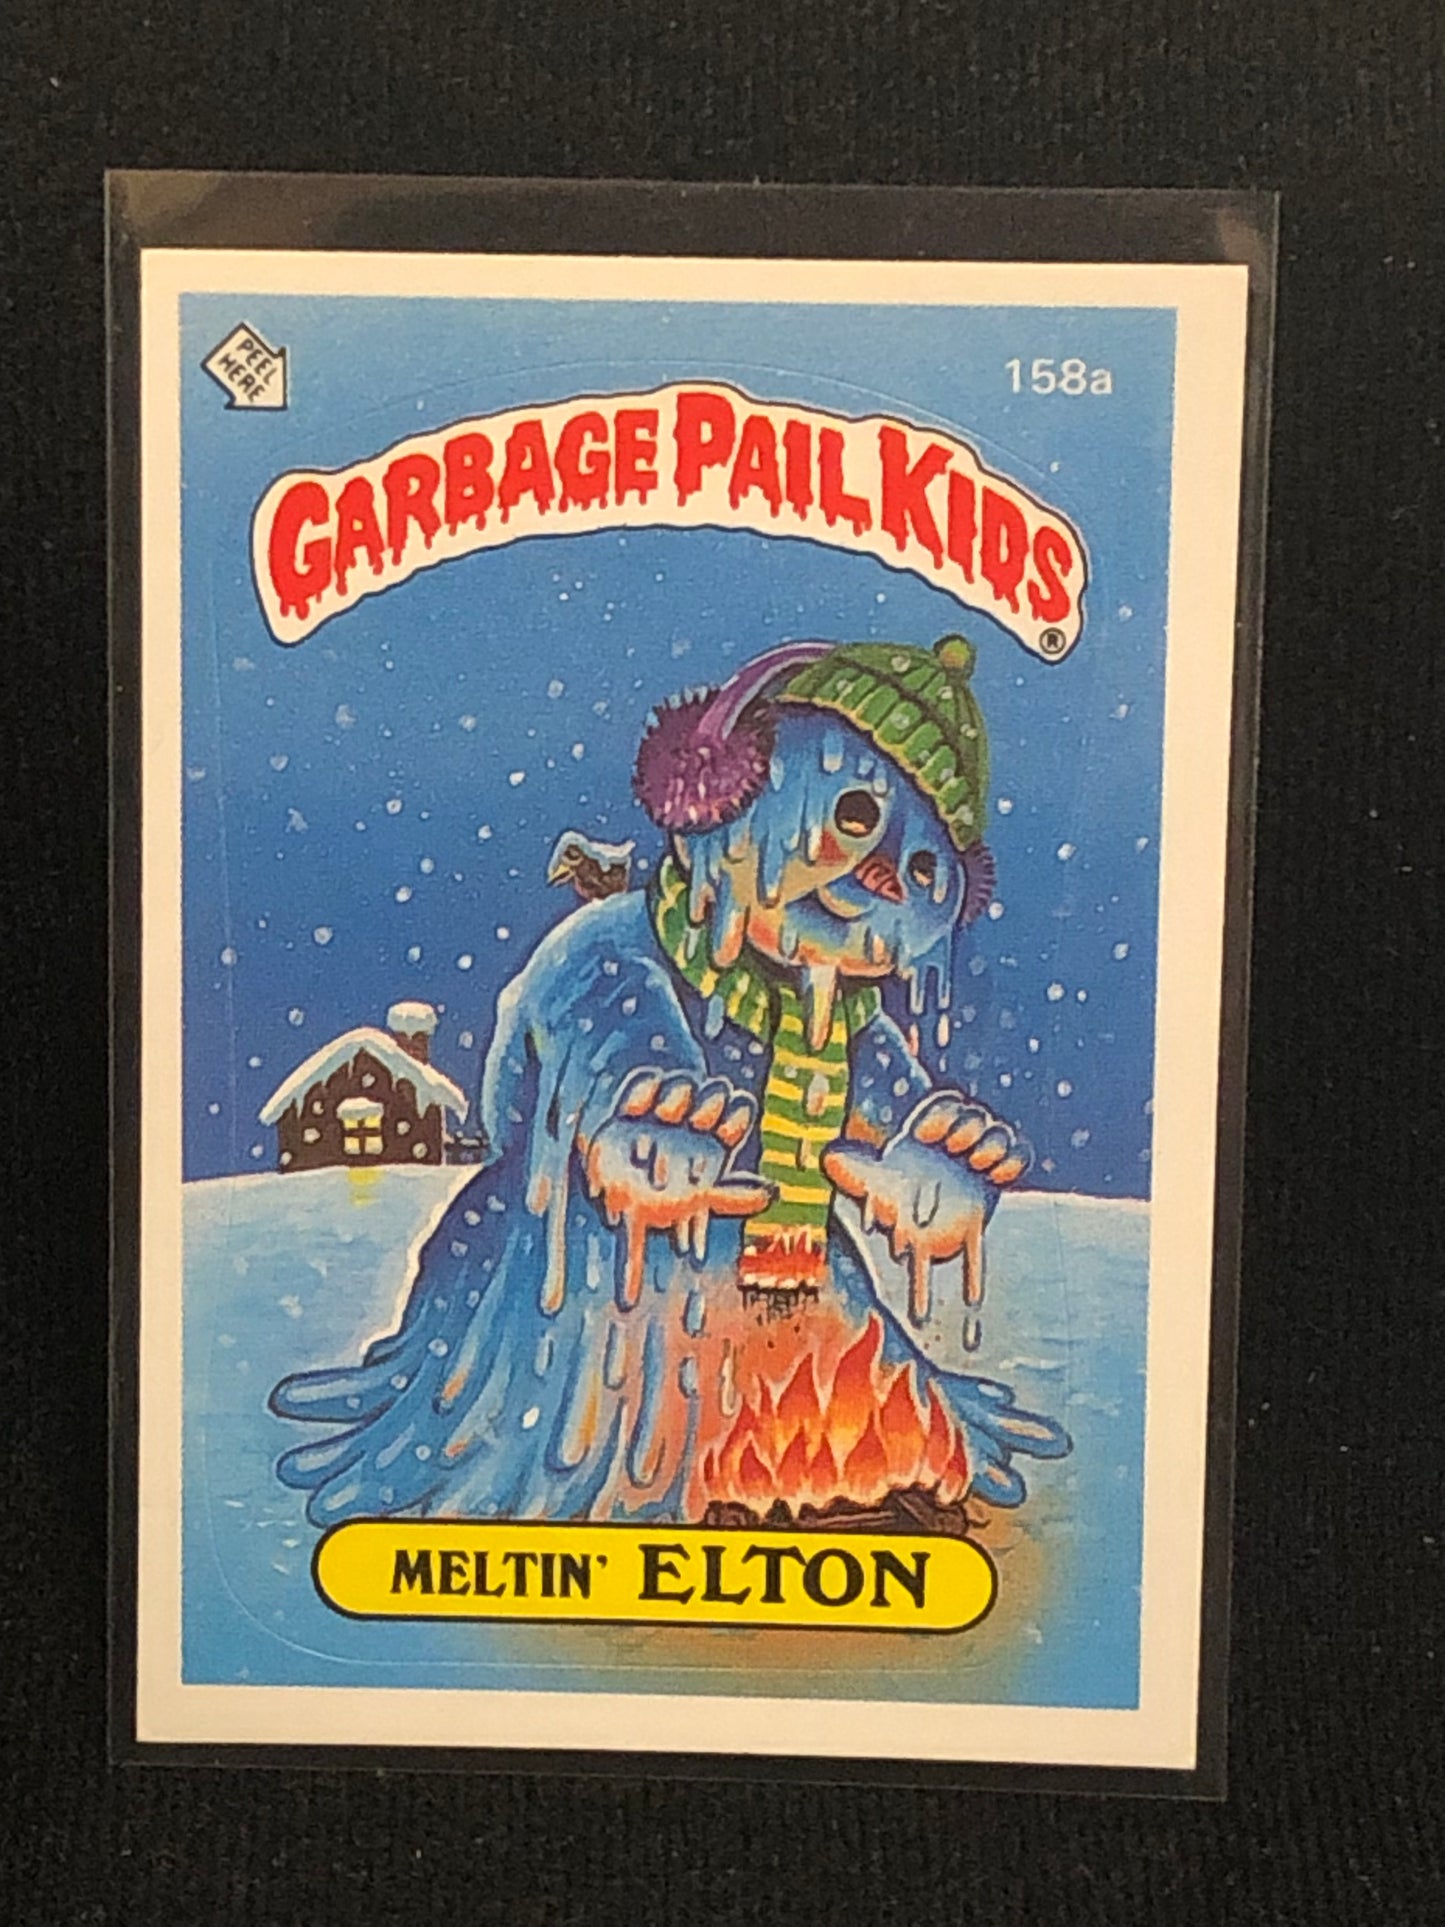 PEEL
HERE
158a
GARBAGE PAIL KIDS
®
MELTIN' ELTON